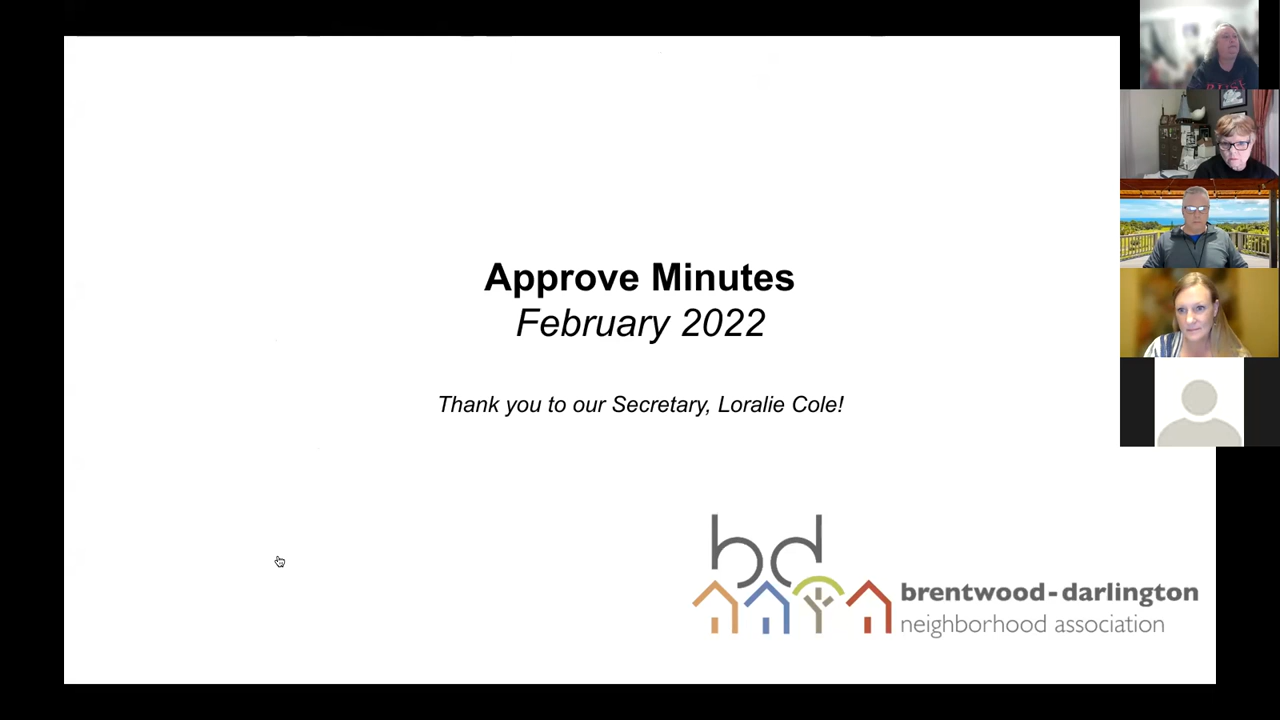 Approve Minutes
February 2022
Thank you to our Secretary, Loralie Cole!
bd
brentwood-darlington
neighborhood association